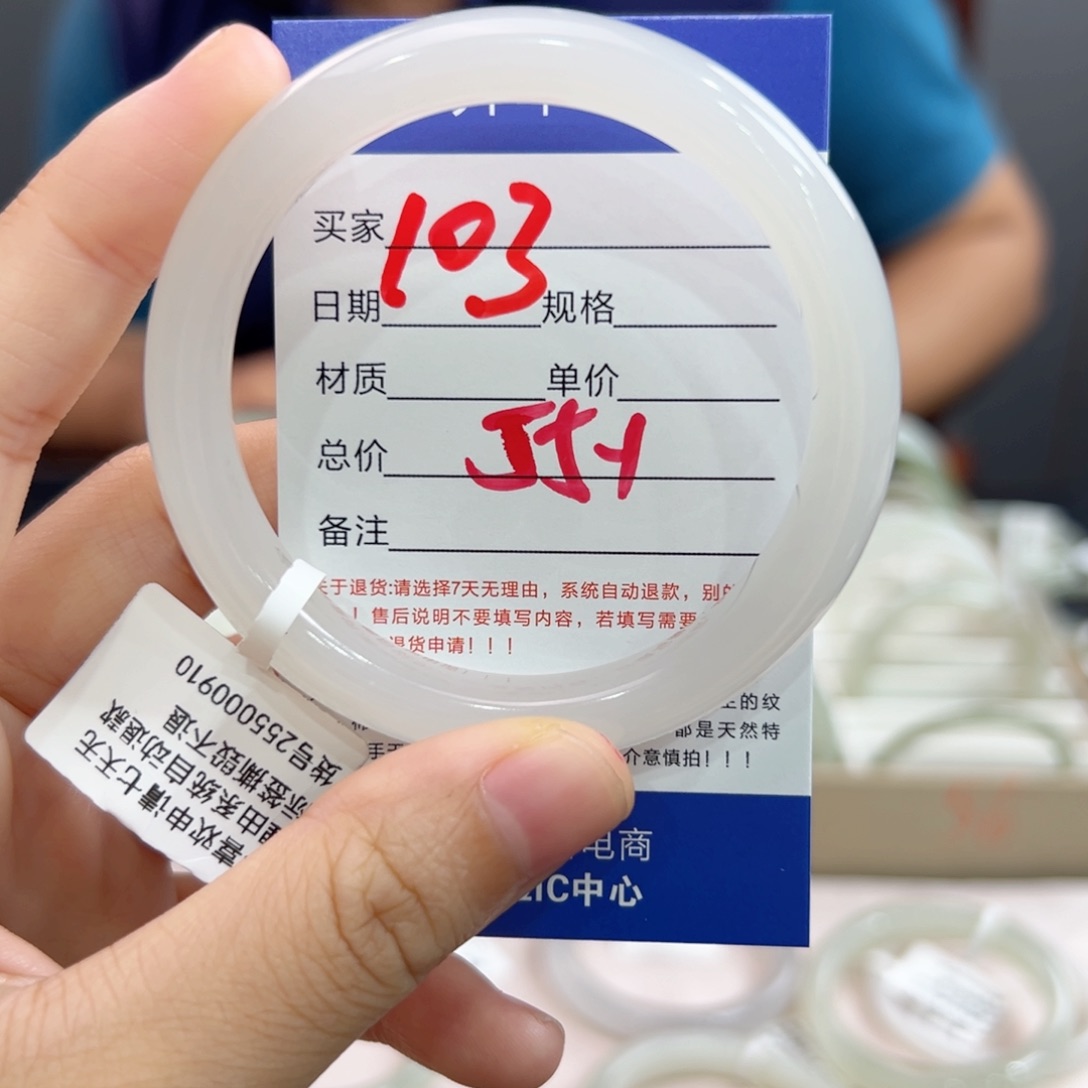 买家 103
日期 规格
材质 单价
总价
备注
关于退货:请选择7天无理由，系统自动退款，别的
！售后说明不要填写内容，若填写需要
退货申请！！！
上的纹
都是天然特
介意慎拍！！！
电商
IC中心
喜欢申请七天无
理由系统自动退款
标签撕毁不退
货号255000910